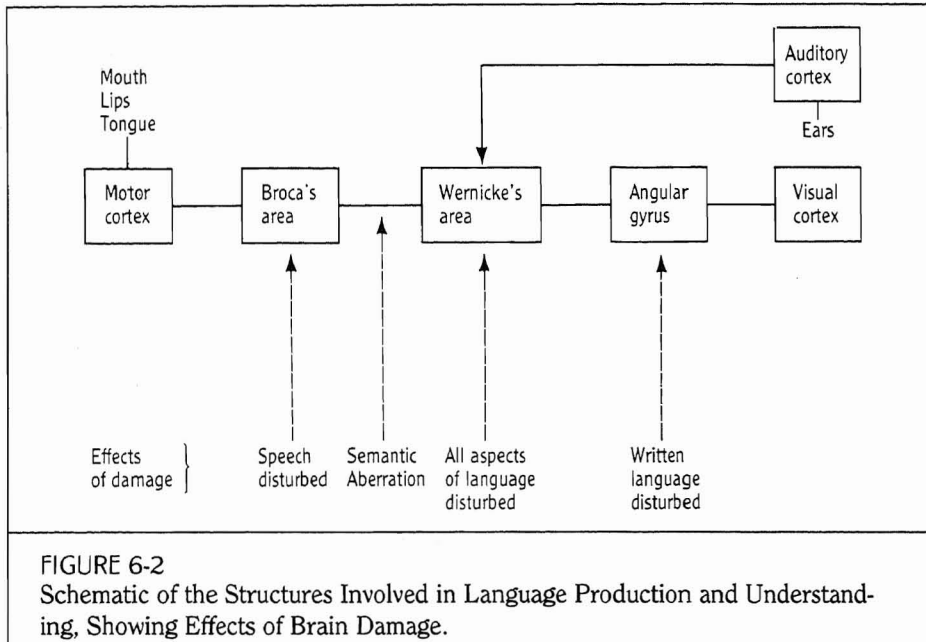 Auditory
cortex
Ears
Mouth
Lips
Tongue
Motor
cortex
Broca's
area
Wernicke's
area
Angular
gyrus
Visual
cortex
Effects
of damage
Speech
disturbed
Semantic
Aberration
All aspects
of language
disturbed
Written
language
disturbed
FIGURE 6-2
Schematic of the Structures Involved in Language Production and Understand-
ing, Showing Effects of Brain Damage.